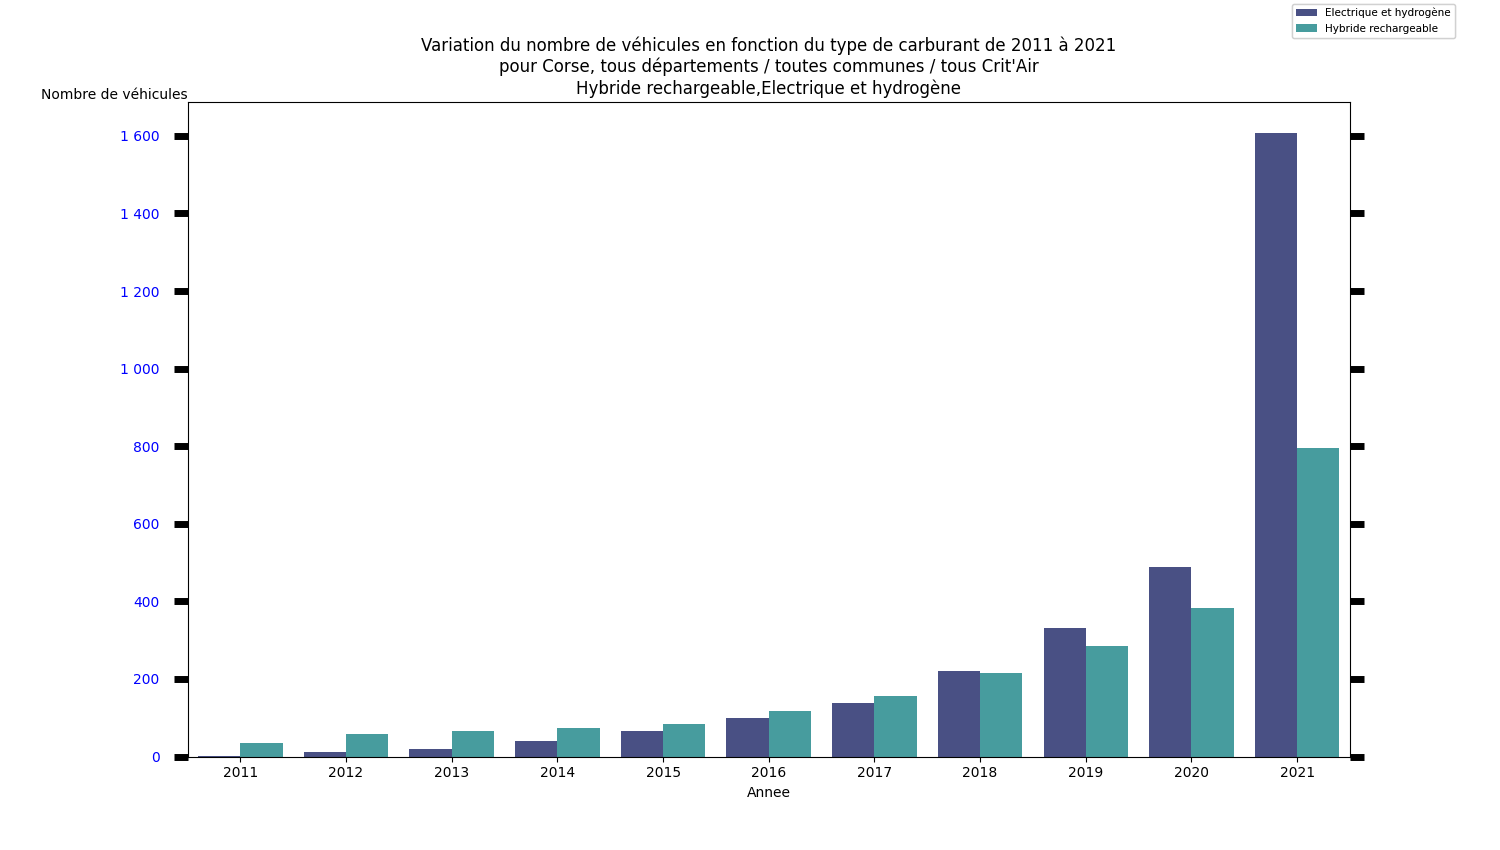 Electrique et hydrogène
Hybride rechargeable
Variation du nombre de véhicules en fonction du type de carburant de 2011 à 2021
pour Corse, tous départements / toutes communes / tous Crit'Air
Hybride rechargeable,Electrique et hydrogène
Nombre de véhicules
1 600
1 400
1 200
1 000
800
600
400
200
0
2011 2012 2013 2014 2015 2016 2017 2018 2019 2020 2021
Annee